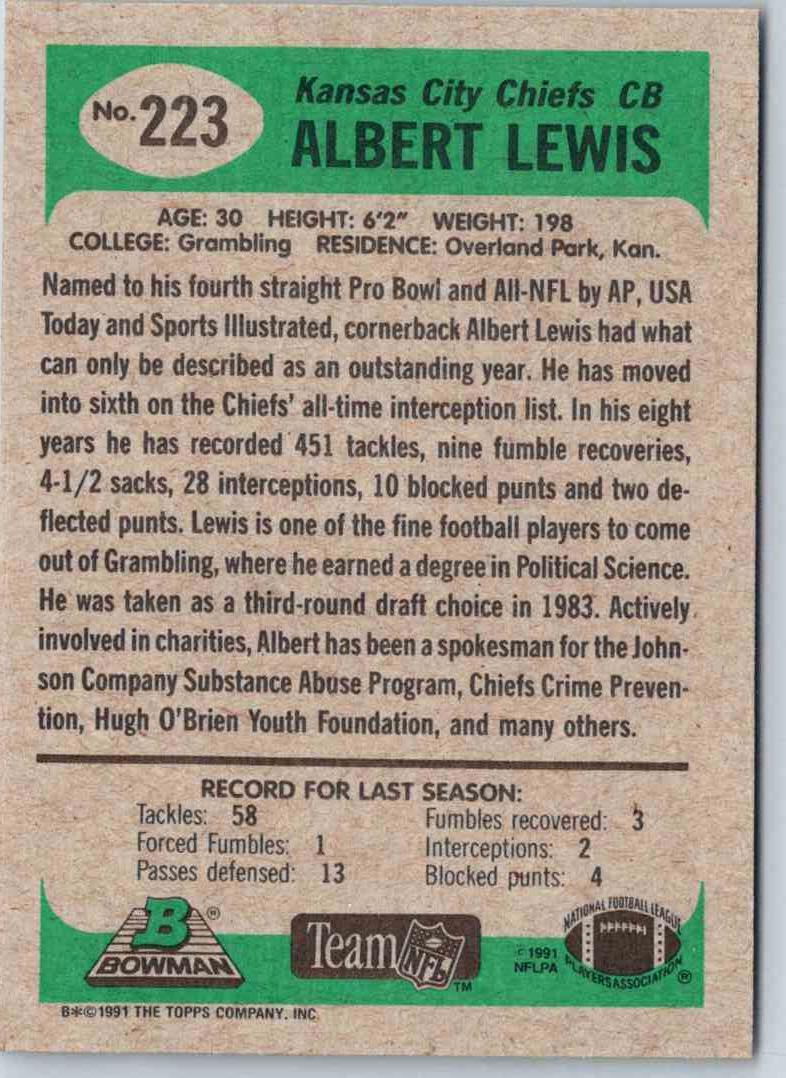 No. 223
Kansas City Chiefs CB
ALBERT LEWIS
AGE: 30 HEIGHT: 6'2" WEIGHT: 198
COLLEGE: Grambling RESIDENCE: Overland Park, Kan.
Named to his fourth straight Pro Bowl and All-NFL by AP, USA
Today and Sports Illustrated, cornerback Albert Lewis had what
can only be described as an outstanding year. He has moved
into sixth on the Chiefs' all-time interception list. In his eight
years he has recorded 451 tackles, nine fumble recoveries,
4-1/2 sacks, 28 interceptions, 10 blocked punts and two de-
flected punts. Lewis is one of the fine football players to come
out of Grambling, where he earned a degree in Political Science.
He was taken as a third-round draft choice in 1983. Actively
involved in charities, Albert has been a spokesman for the John-
son Company Substance Abuse Program, Chiefs Crime Preven-
tion, Hugh O'Brien Youth Foundation, and many others.
RECORD FOR LAST SEASON:
Tackles: 58 Fumbles recovered: 3
Forced Fumbles: 1 Interceptions: 2
Passes defensed: 13 Blocked punts: 4
B®
BOWMAN
Team NFL™
© 1991
NFLPA
NATIONAL FOOTBALL LEAGUE
PLAYERS ASSOCIATION®
B*©1991 THE TOPPS COMPANY, INC.